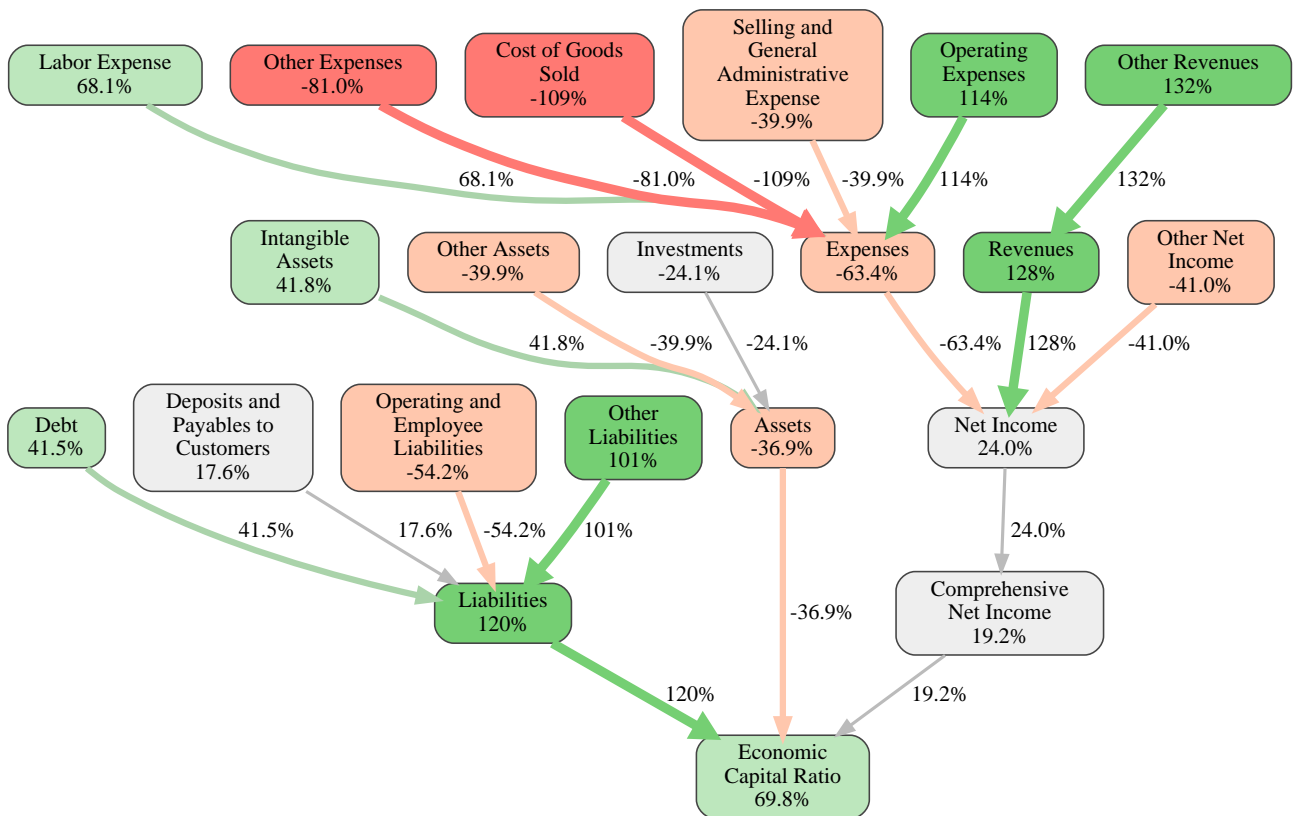 Labor Expense
68.1%
Other Expenses
-81.0%
Cost of Goods
Sold
-109%
Selling and
General
Administrative
Expense
-39.9%
Operating
Expenses
114%
Other Revenues
132%
68.1%
-81.0%
-109%
-39.9%
114%
132%
Intangible
Assets
41.8%
Other Assets
-39.9%
Investments
-24.1%
Expenses
-63.4%
Revenues
128%
Other Net
Income
-41.0%
41.8%
-39.9%
-24.1%
-63.4%
128%
-41.0%
Debt
41.5%
Deposits and
Payables to
Customers
17.6%
Operating and
Employee
Liabilities
-54.2%
Other
Liabilities
101%
Assets
-36.9%
Net Income
24.0%
41.5%
17.6%
-54.2%
101%
24.0%
Liabilities
120%
-36.9%
Comprehensive
Net Income
19.2%
120%
19.2%
Economic
Capital Ratio
69.8%